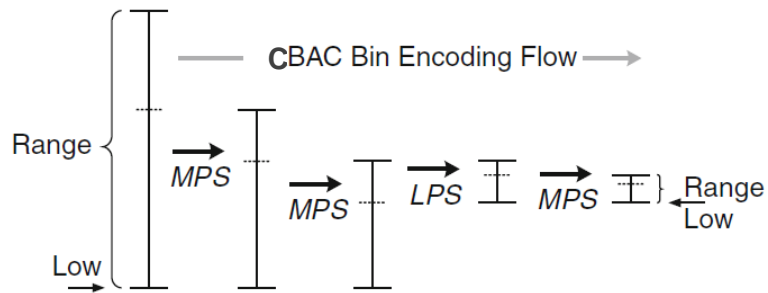 CBAC Bin Encoding Flow
Range
MPS
MPS
LPS
MPS
Range
Low
Low